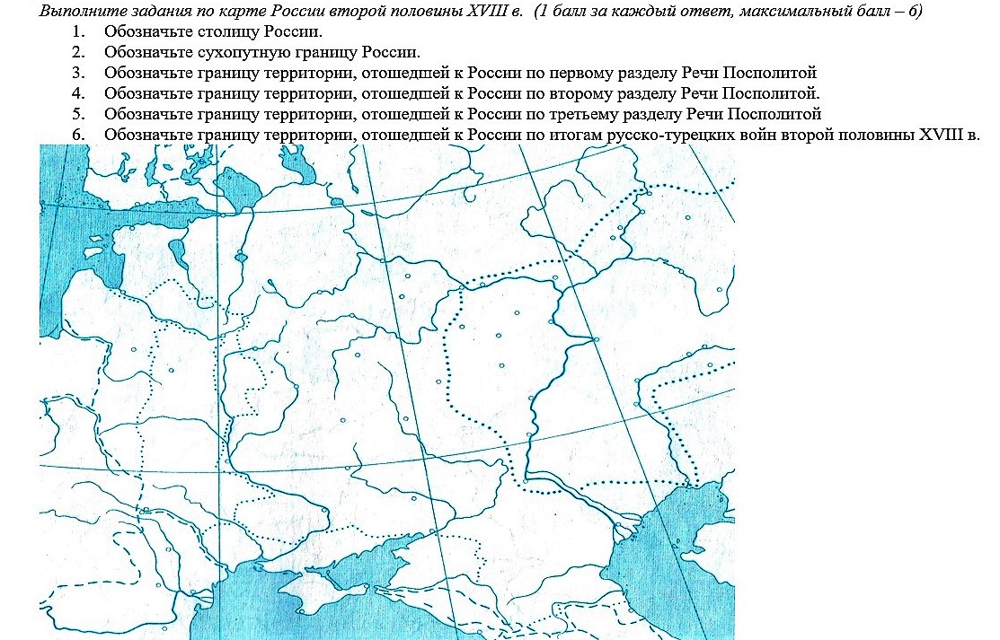 Выполните задания по карте России второй половины XVIII в. (1 балл за каждый ответ, максимальный балл – 6)
1. Обозначьте столицу России.
2. Обозначьте сухопутную границу России.
3. Обозначьте границу территории, отошедшей к России по первому разделу Речи Посполитой
4. Обозначьте границу территории, отошедшей к России по второму разделу Речи Посполитой.
5. Обозначьте границу территории, отошедшей к России по третьему разделу Речи Посполитой
6. Обозначьте границу территории, отошедшей к России по итогам русско-турецких войн второй половины XVIII в.